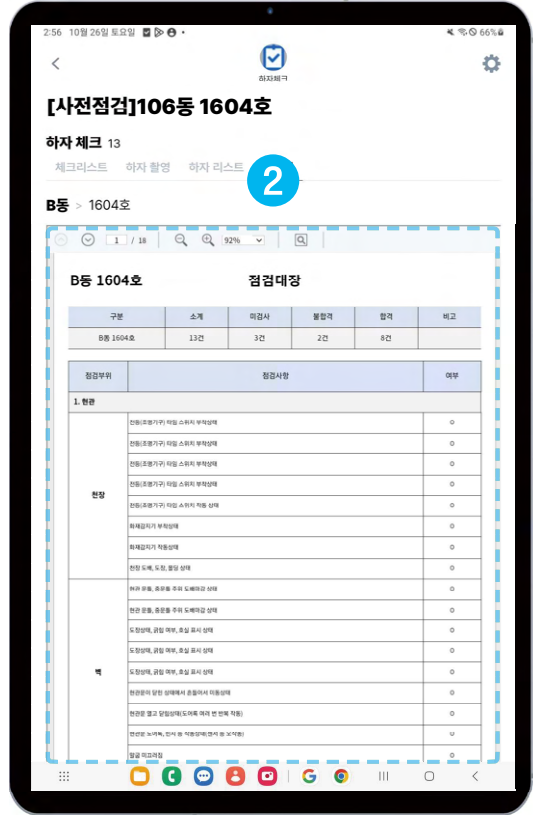 2:56 10월 26일 토요일
66%
하자체크
[사전점검]106동 1604호
하자 체크 13
체크리스트 하자 촬영 하자 리스트
2
B동 > 1604호
1 / 18 92%
B동 1604호 점검대장
구분 소계 미검사 불합격 합격 비고
B동 1604호 13건 3건 2건 8건
점검부위 점검사항 여부
1. 현관
전등(조명기구) 타입 스위치 부착상태 O
전등(조명기구) 타입 스위치 부착상태 O
전등(조명기구) 타입 스위치 부착상태 O
전등(조명기구) 타입 스위치 부착상태 O
천장
전등(조명기구) 타입 스위치 작동 상태 O
화재감지기 부착상태 O
화재감지기 작동상태 O
천장 도배, 도장, 몰딩 상태 O
현관 문틀, 중문틀 주위 도배마감 상태 O
현관 문틀, 중문틀 주위 도배마감 상태 O
도장상태, 긁힘 여부, 호실 표시 상태 O
도장상태, 긁힘 여부, 호실 표시 상태 O
벽 도장상태, 긁힘 여부, 호실 표시 상태 O
현관문이 닫힌 상태에서 흔들어서 미동상태 O
현관문 열고 닫힘상태(도어록 여러 번 반복 작동) O
O
O